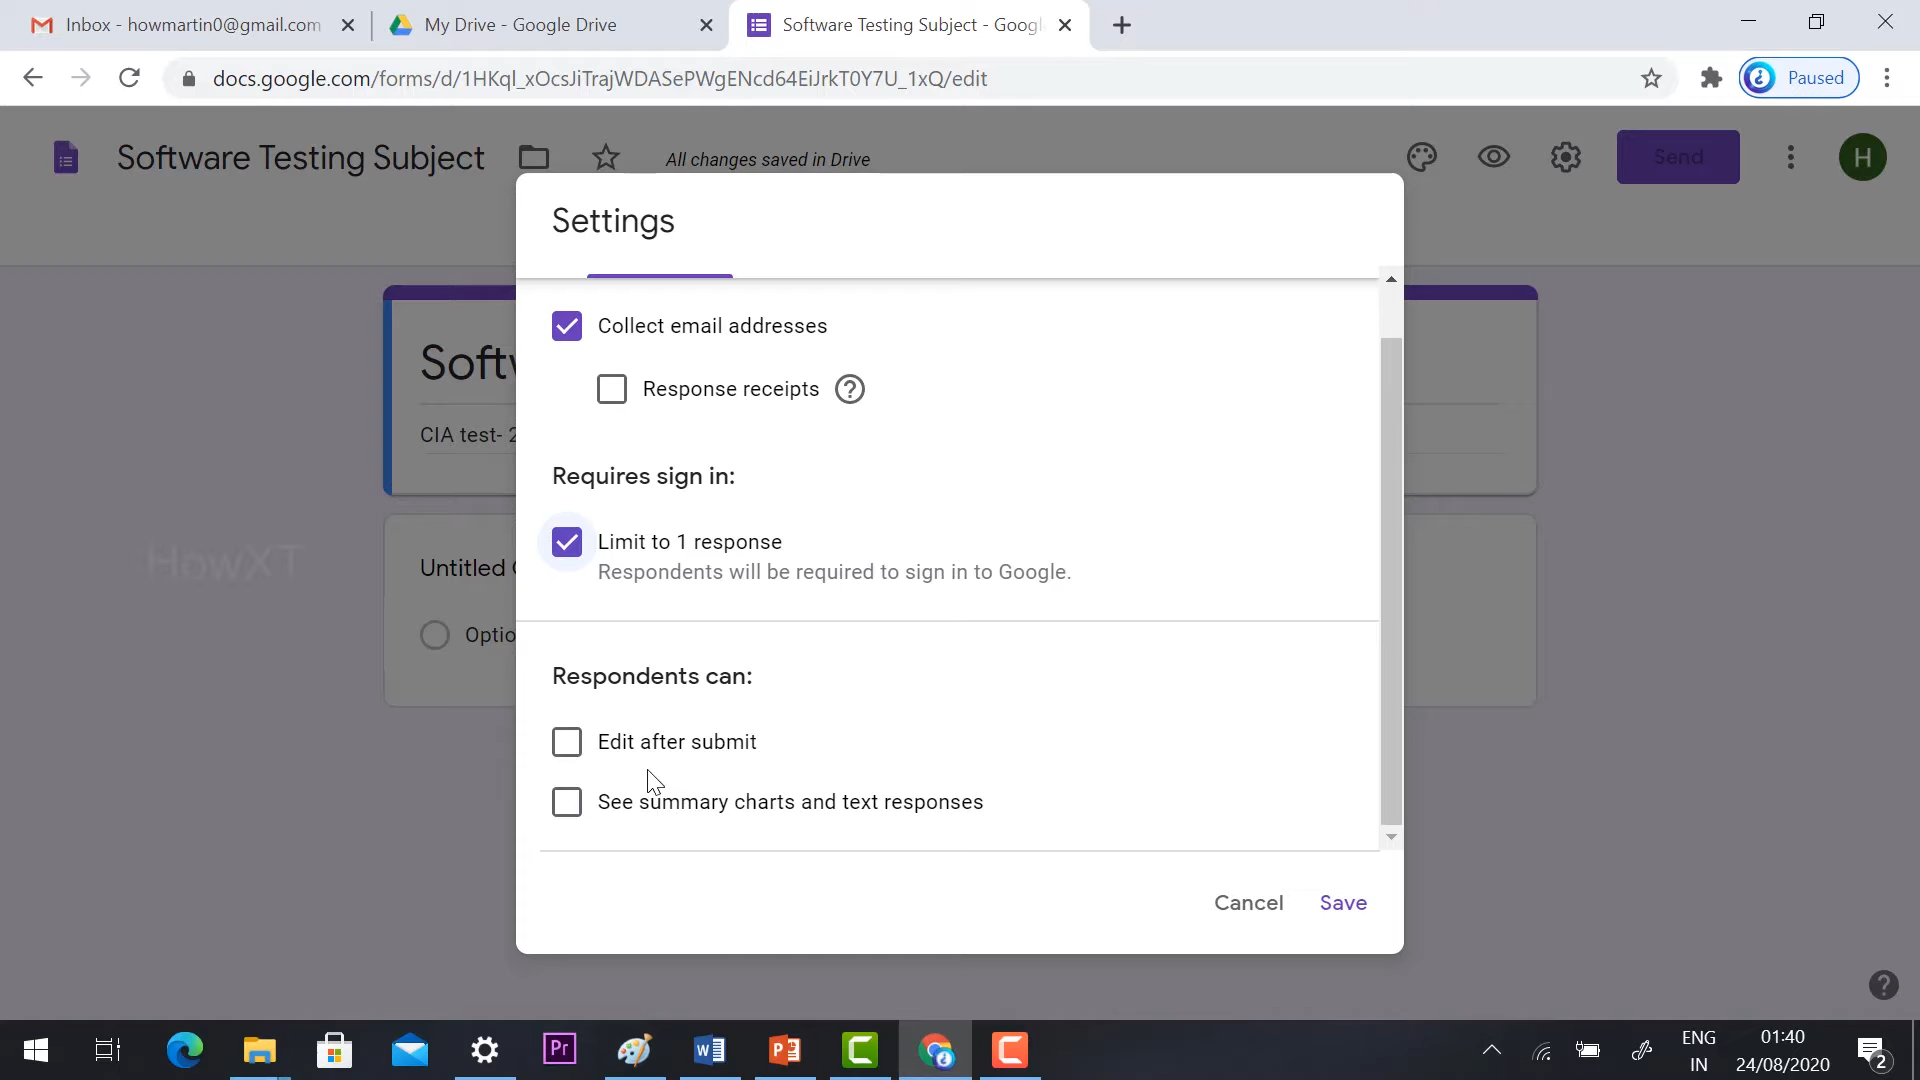 Inbox - howmartin0@gmail.com
My Drive - Google Drive
Software Testing Subject - Googl
docs.google.com/forms/d/1HKql_xOcsJiTrajWDASePWgENcd64EiJrkT0Y7U_1xQ/edit
Paused
Software Testing Subject
All changes saved in Drive
Send
H
Settings
Collect email addresses
Response receipts
Requires sign in:
Limit to 1 response
Respondents will be required to sign in to Google.
Respondents can:
Edit after submit
See summary charts and text responses
Cancel
Save
Softw
CIA test- 2
HowXT
Untitled
Optio
Pr
ENG
IN
01:40
24/08/2020
2